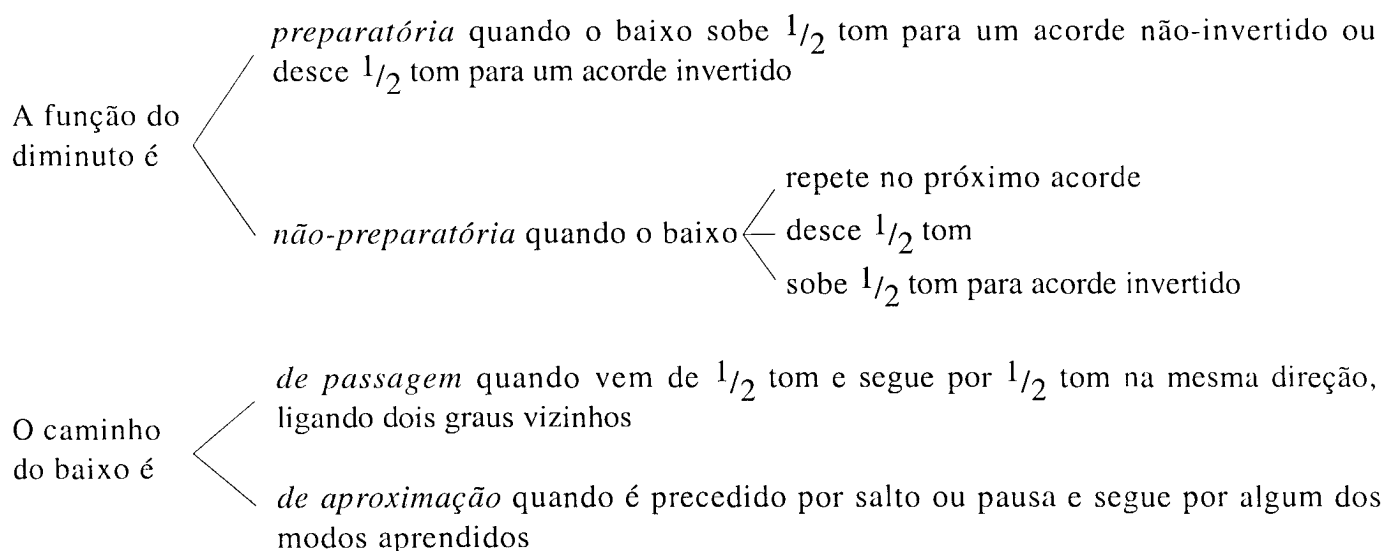 preparatória quando o baixo sobe 1/2 tom para um acorde não-invertido ou
desce 1/2 tom para um acorde invertido
A função do
diminuto é
repete no próximo acorde
não-preparatória quando o baixo
desce 1/2 tom
sobe 1/2 tom para acorde invertido
de passagem quando vem de 1/2 tom e segue por 1/2 tom na mesma direção,
ligando dois graus vizinhos
O caminho
do baixo é
de aproximação quando é precedido por salto ou pausa e segue por algum dos
modos aprendidos